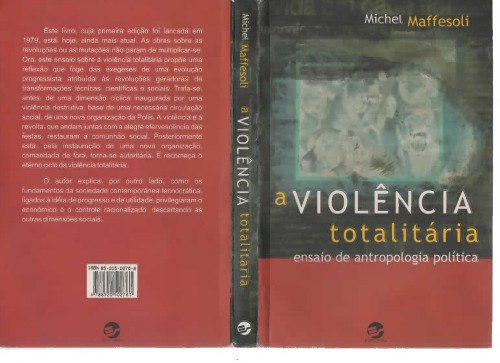 Este livro, cuja primeira edição foi lançada em
1979, está, hoje, ainda mais atual. As obras sobre as
revoluções ou as mutações não param de multiplicar-se.
Ora, este ensaio sobre a violência totalitária propõe uma
reflexão que foge das exegeses de uma evolução
progressista atribuída às revoluções geradoras de
transformações técnicas, científicas e sociais. Trata-se,
antes, de uma dimensão cíclica inaugurada por uma
violência destrutiva, base de uma necessária circulação
social, de uma nova organização da Pólis. A violência e a
revolta, que andam juntas com a alegre efervescência das
festas, restauram a comunhão social. Posteriormente
esta, pela instauração de uma nova organização,
comandada de fora, torna-se autoritária. E recomeça o
eterno ciclo da violência totalitária.
O autor explica, por outro lado, como os
fundamentos da sociedade contemporânea tecnocrática,
ligados à idéia de progresso e de utilidade, privilegiaram o
econômico e o controle racionalizado, descartando as
outras dimensões sociais.
Michel
Maffesoli
a VIOLÊNCIA
totalitária
Michel Maffesoli
a VIOLÊNCIA
totalitária
ensaio de antropologia política